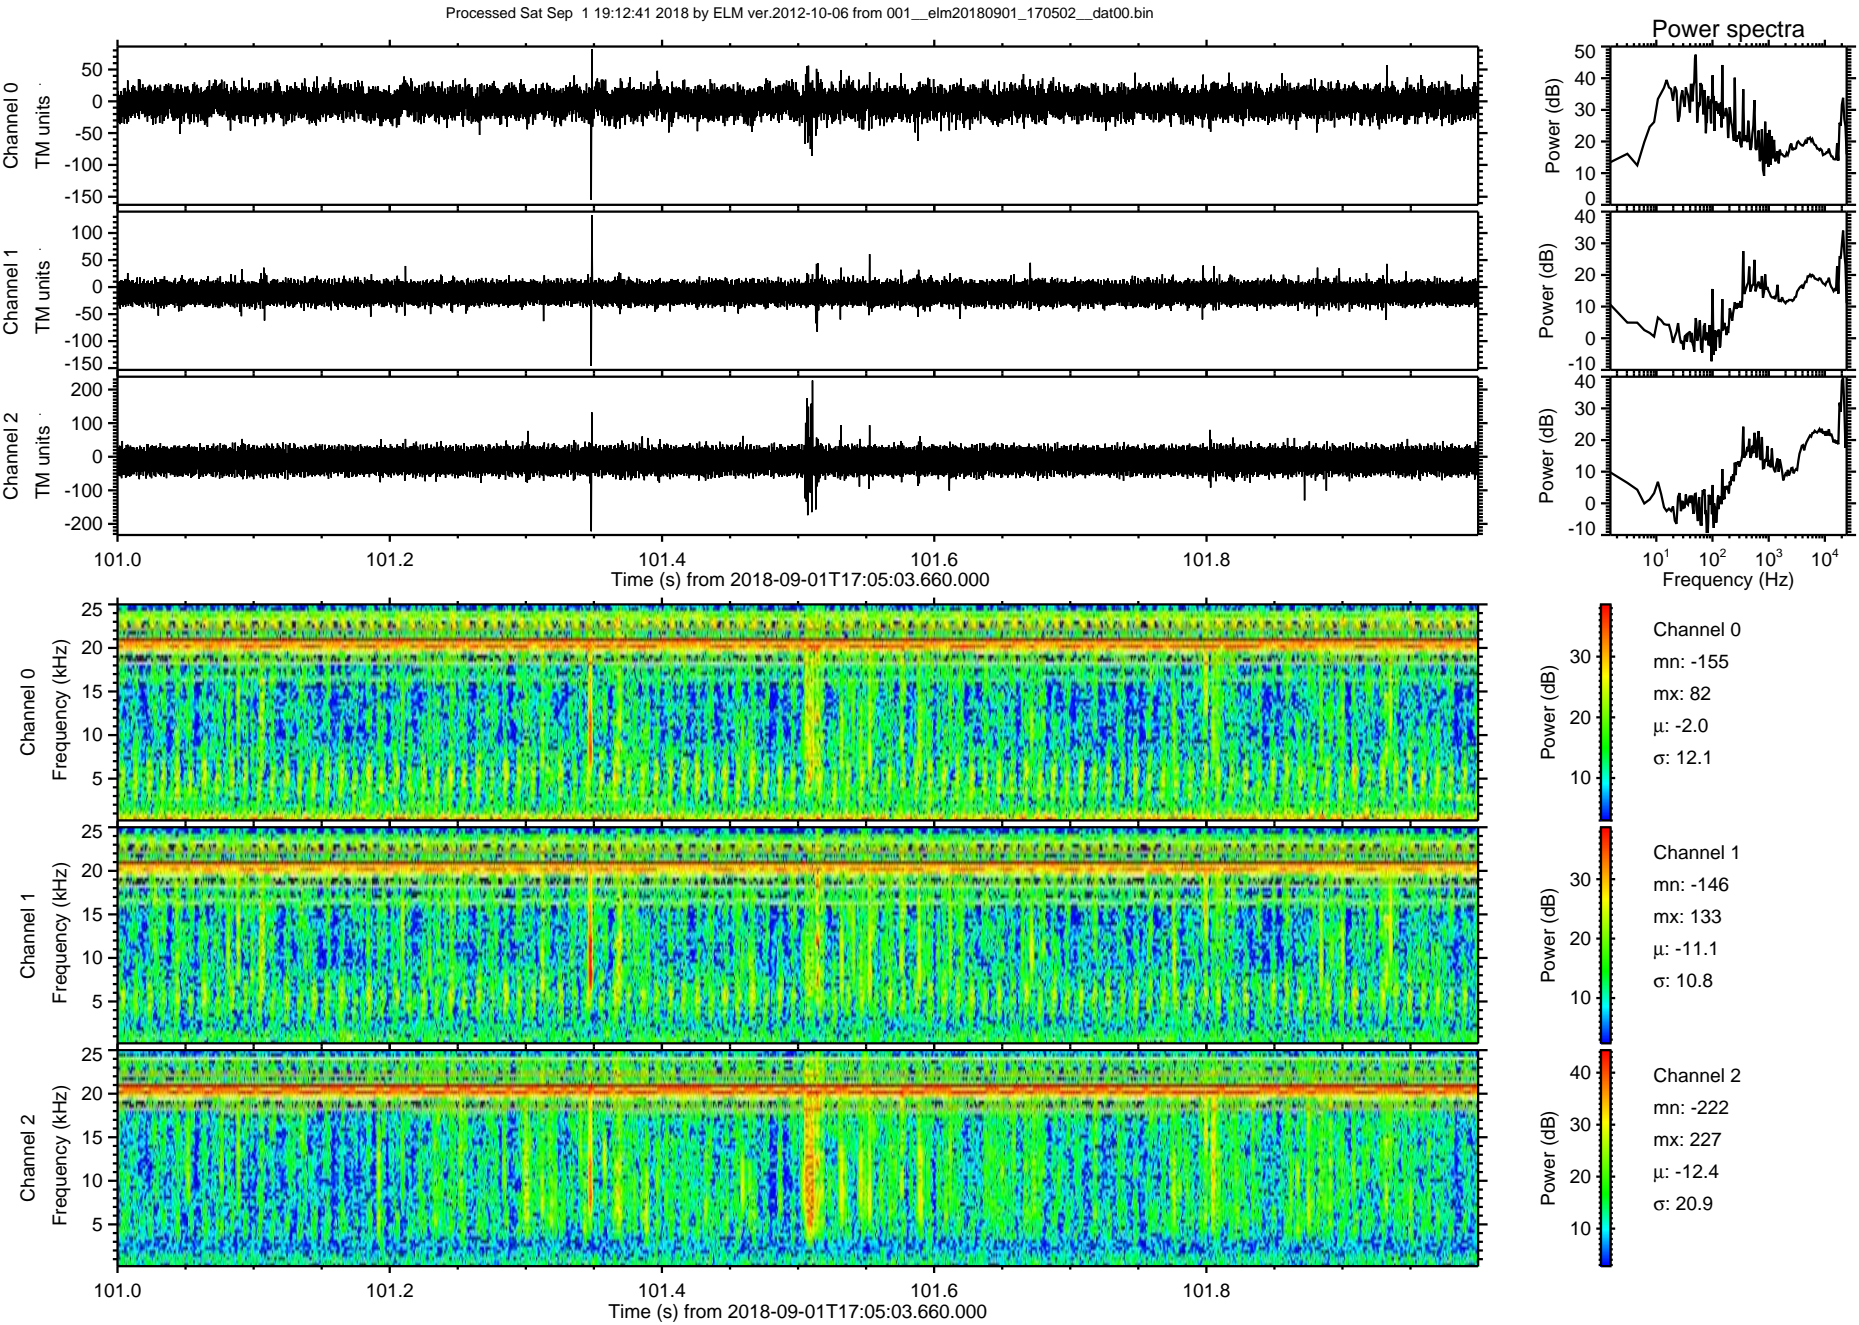 Processed Sat Sep  1 19:12:41 2018 by ELM ver.2012-10-06 from 001__elm20180901_170502__dat00.bin
Power spectra
Channel 0
TM units
50
0
-50
-100
-150
Power (dB)
50
40
30
20
10
0
Channel 1
TM units
100
50
0
-50
-100
-150
Power (dB)
40
30
20
10
0
-10
Channel 2
TM units
200
100
0
-100
-200
Power (dB)
40
30
20
10
0
-10
101.0 101.2 101.4 101.6 101.8
Time (s) from 2018-09-01T17:05:03.660.000
10¹ 10² 10³ 10⁴
Frequency (Hz)
Channel 0
Frequency (kHz)
25
20
15
10
5
Power (dB)
30
20
10
Channel 0
mn: -155
mx: 82
μ: -2.0
σ: 12.1
Channel 1
Frequency (kHz)
25
20
15
10
5
Power (dB)
30
20
10
Channel 1
mn: -146
mx: 133
μ: -11.1
σ: 10.8
Channel 2
Frequency (kHz)
25
20
15
10
5
Power (dB)
40
30
20
10
Channel 2
mn: -222
mx: 227
μ: -12.4
σ: 20.9
101.0 101.2 101.4 101.6 101.8
Time (s) from 2018-09-01T17:05:03.660.000